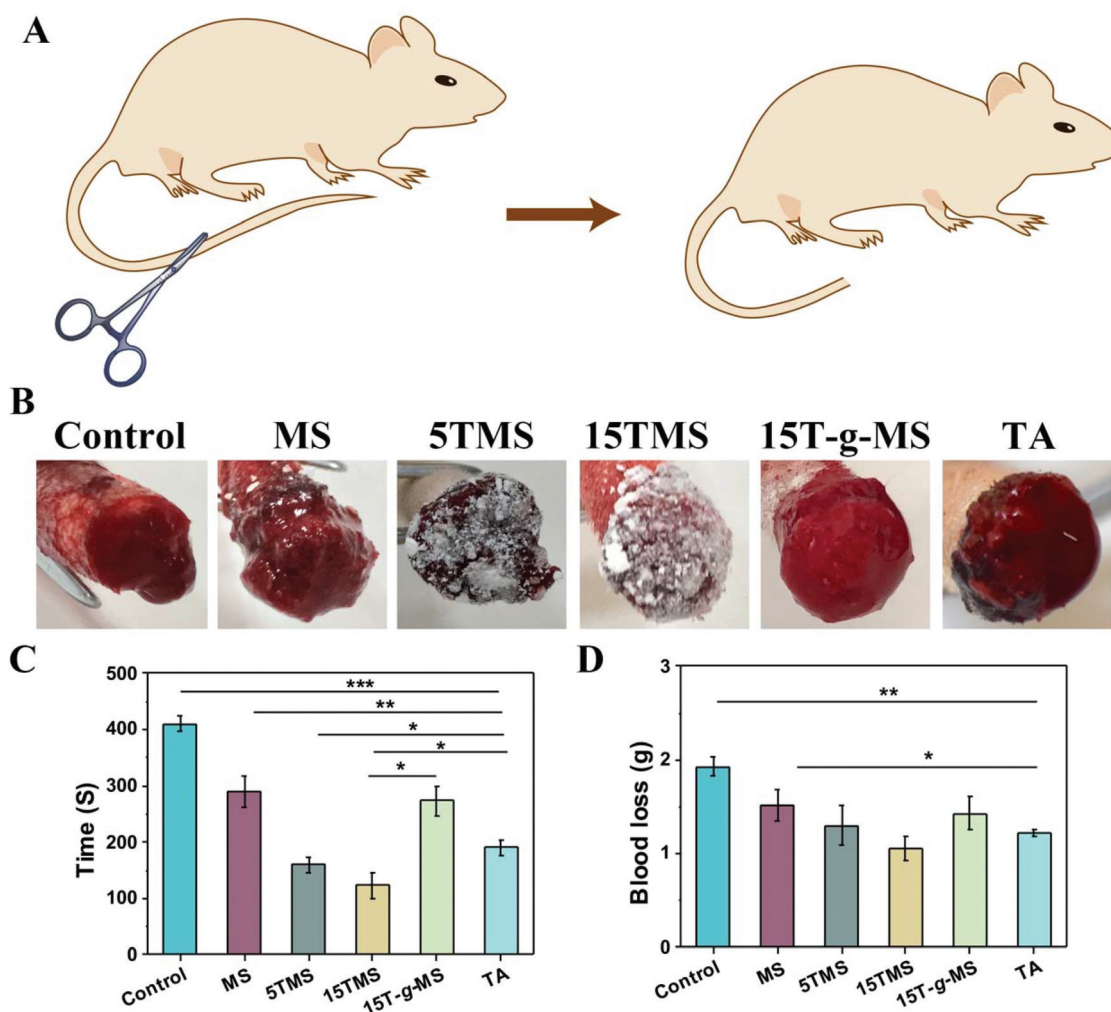 A
B
Control MS 5TMS 15TMS 15T-g-MS TA
C
Time (S)
500
400
300
200
100
0
***
**
*
*
*
Control MS 5TMS 15TMS 15T-g-MS TA
D
Blood loss (g)
3
2
1
0
**
*
Control MS 5TMS 15TMS 15T-g-MS TA